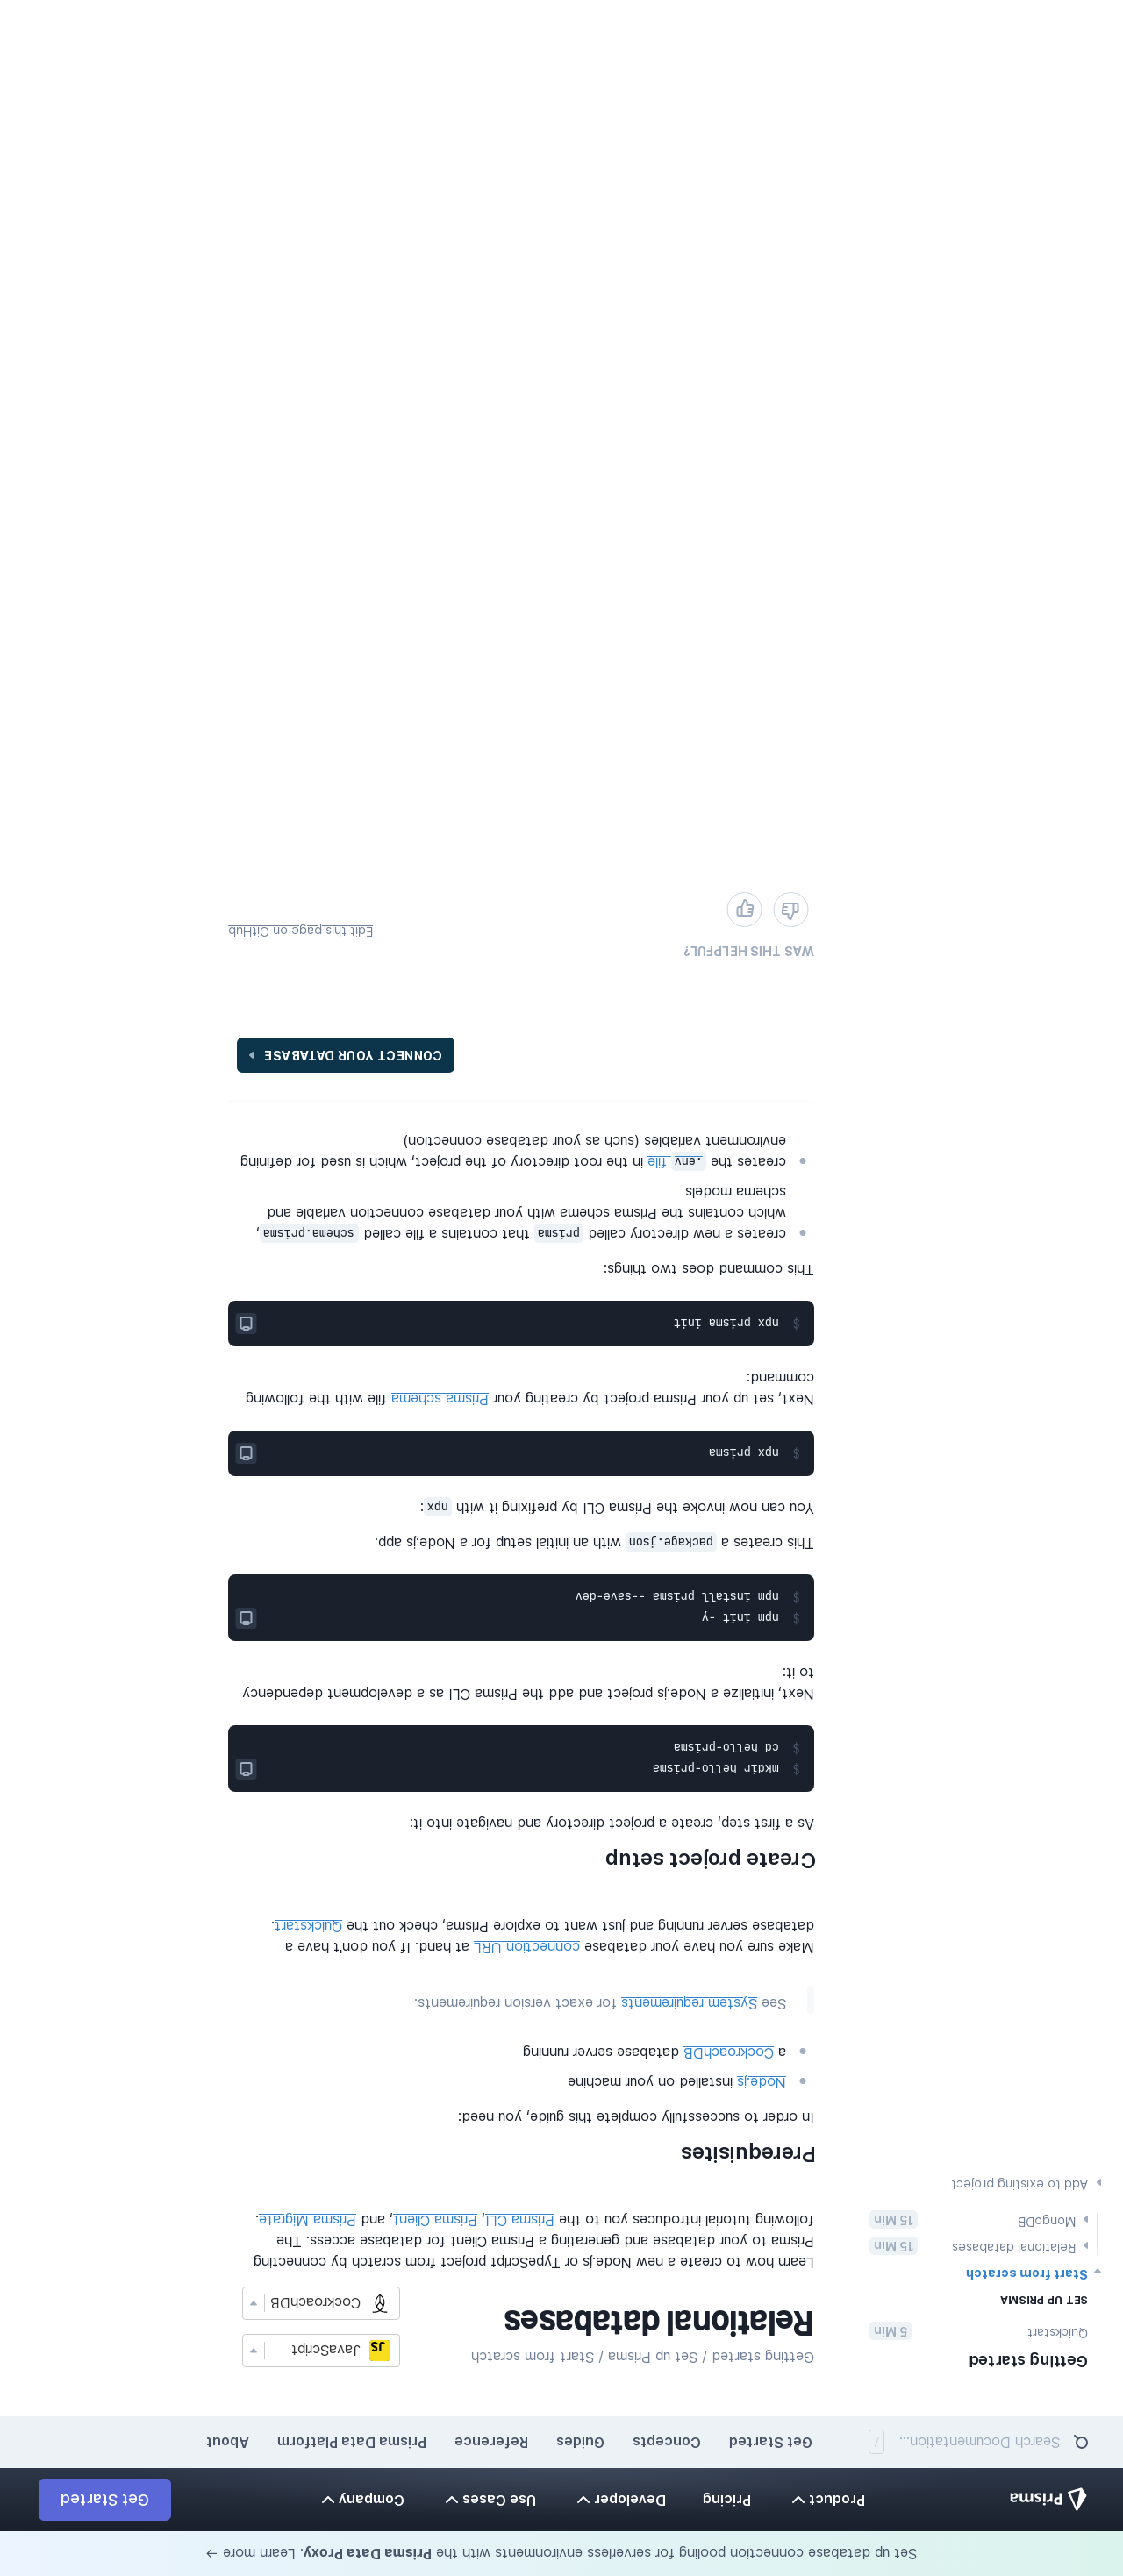 Set up database connection pooling for serverless environments with the Prisma Data Proxy. Learn more →
Prisma
Product
Pricing
Developer
Use Cases
Company
Get Started
Search Documentation...
/
Get Started
Concepts
Guides
Reference
Prisma Data Platform
About
Getting started
Quickstart
5 Min
SET UP PRISMA
Start from scratch
Relational databases
15 Min
MongoDB
15 Min
Add to existing project
Getting started / Set up Prisma / Start from scratch
Relational databases
JS JavaScript
CockroachDB
Learn how to create a new Node.js or TypeScript project from scratch by connecting
Prisma to your database and generating a Prisma Client for database access. The
following tutorial introduces you to the Prisma CLI, Prisma Client, and Prisma Migrate.
Prerequisites
In order to successfully complete this guide, you need:
Node.js installed on your machine
a CockroachDB database server running
See System requirements for exact version requirements.
Make sure you have your database connection URL at hand. If you don't have a
database server running and just want to explore Prisma, check out the Quickstart.
Create project setup
As a first step, create a project directory and navigate into it:
$ mkdir hello-prisma
$ cd hello-prisma
Next, initialize a Node.js project and add the Prisma CLI as a development dependency
to it:
$ npm init -y
$ npm install prisma --save-dev
This creates a package.json with an initial setup for a Node.js app.
You can now invoke the Prisma CLI by prefixing it with npx:
$ npx prisma
Next, set up your Prisma project by creating your Prisma schema file with the following
command:
$ npx prisma init
This command does two things:
creates a new directory called prisma that contains a file called schema.prisma,
which contains the Prisma schema with your database connection variable and
schema models
creates the .env file in the root directory of the project, which is used for defining
environment variables (such as your database connection)
CONNECT YOUR DATABASE
WAS THIS HELPFUL?
Edit this page on GitHub